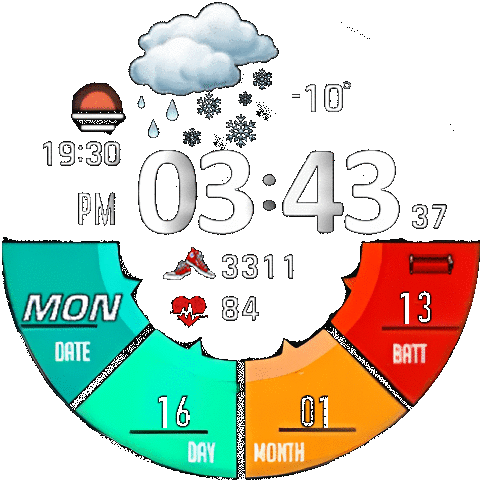 -10°
19:30
PM 03:43 37
3311
84
MON
DATE
16
DAY
01
MONTH
13
BATT